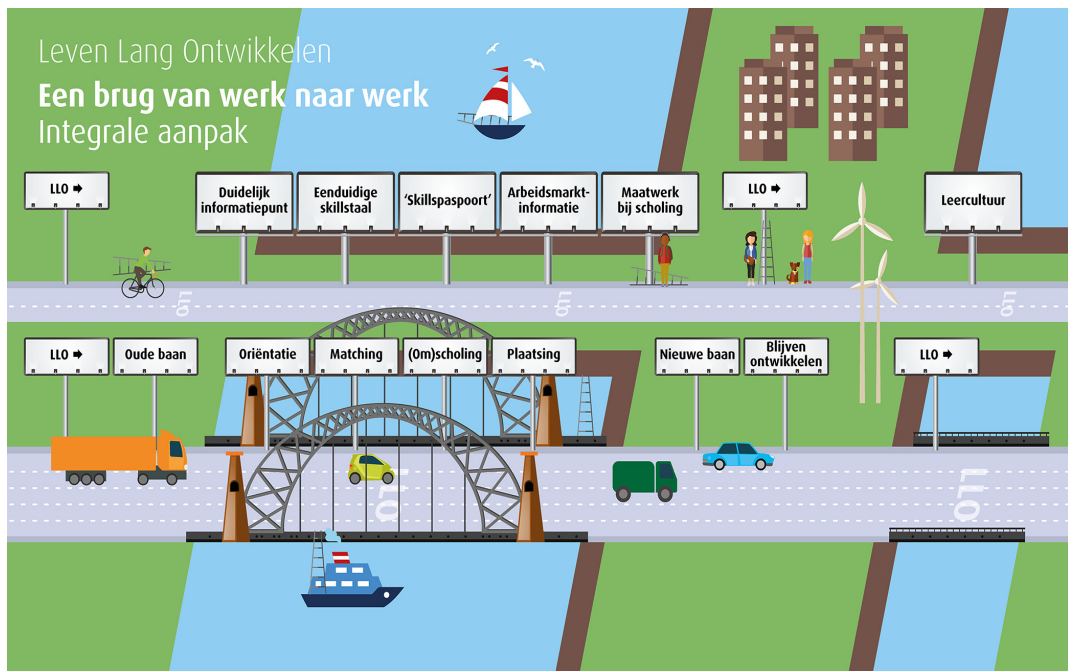 Leven Lang Ontwikkelen
Een brug van werk naar werk
Integrale aanpak
LLO ➡
Duidelijk
informatiepunt
Eenduidige
skillstaal
'Skillspaspoort'
Arbeidsmarkt-
informatie
Maatwerk
bij scholing
LLO ➡
Leercultuur
LLO
LLO
LLO
LLO ➡
Oude baan
Oriëntatie
Matching
(Om)scholing
Plaatsing
Nieuwe baan
Blijven
ontwikkelen
LLO ➡
LLO
LLO